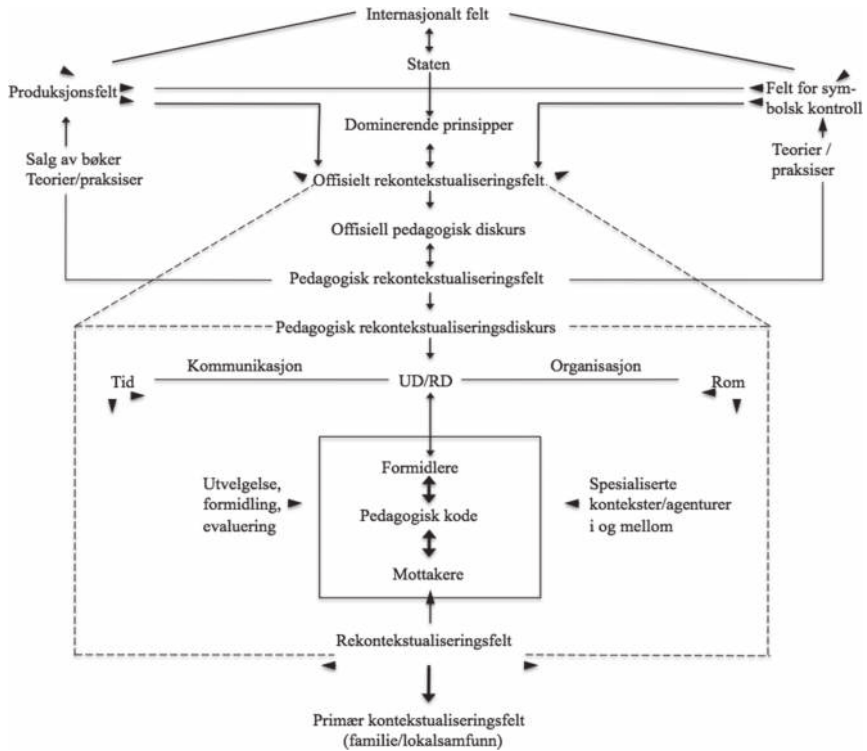 Internasjonalt felt
Staten
Produksjonsfelt
Felt for sym-
bolsk kontroll
Dominerende prinsipper
Salg av bøker
Teorier/praksiser
Teorier /
praksiser
Offisielt rekontekstualiseringsfelt
Offisiell pedagogisk diskurs
Pedagogisk rekontekstualiseringsfelt
Pedagogisk rekontekstualiseringsdiskurs
Kommunikasjon
Organisasjon
Tid
UD/RD
Rom
Formidlere
Utvelgelse,
formidling,
evaluering
Spesialiserte
kontekster/agenturer
i og mellom
Pedagogisk kode
Mottakere
Rekontekstualiseringsfelt
Primær kontekstualiseringsfelt
(familie/lokalsamfunn)